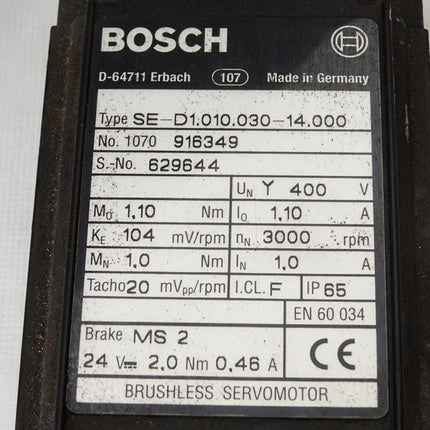 BOSCH
D-64711 Erbach 107 Made in Germany
Type SE-D1.010.030-14.000
No. 1070 916349
S.-No. 629644
UN Y 400 V
M0 1,10 Nm I0 1,10 A
KE 104 mV/rpm nN 3000 rpm
MN 1,0 Nm IN 1,0 A
Tacho 20 mVpp/rpm I.CL. F IP 65
EN 60 034
Brake MS 2
24 V⎓ 2,0 Nm 0,46 A CE
BRUSHLESS SERVOMOTOR